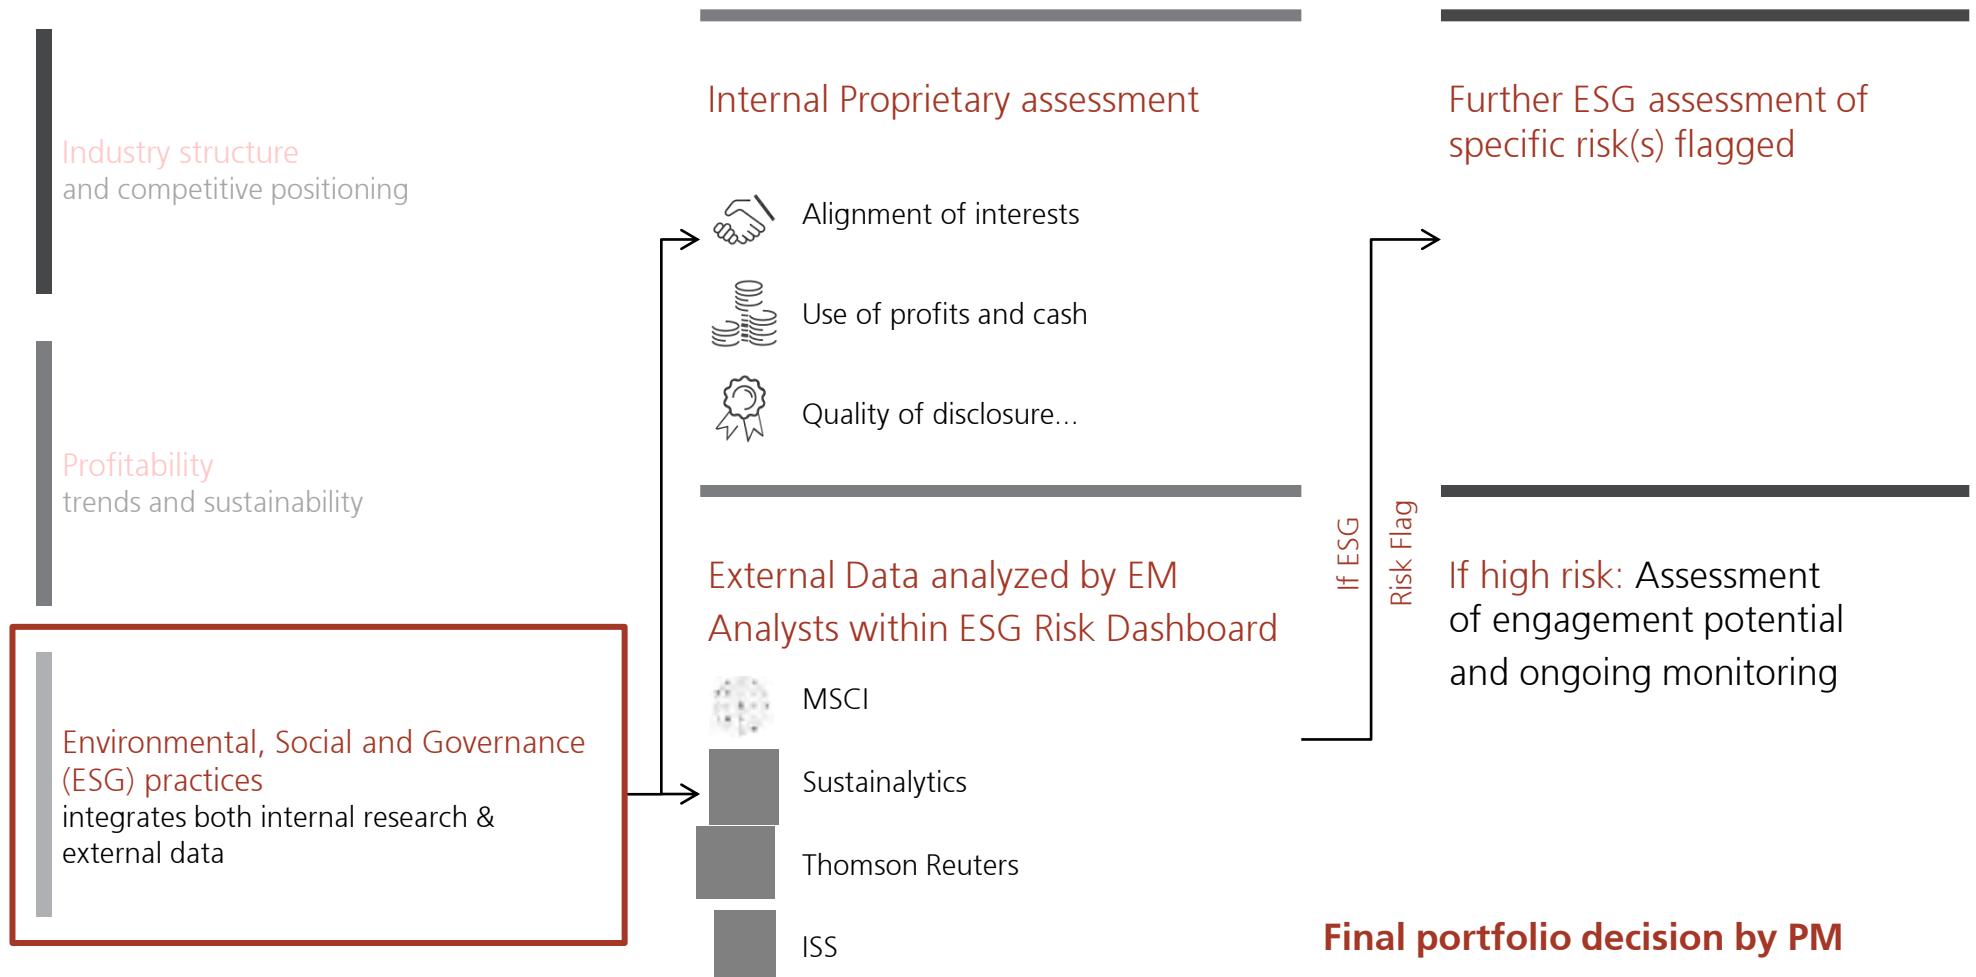 Industry structure
and competitive positioning
Profitability
trends and sustainability
Environmental, Social and Governance
(ESG) practices
integrates both internal research &
external data
Internal Proprietary assessment
Alignment of interests
Use of profits and cash
Quality of disclosure...
External Data analyzed by EM
Analysts within ESG Risk Dashboard
MSCI
Sustainalytics
Thomson Reuters
ISS
If ESG
Risk Flag
Further ESG assessment of
specific risk(s) flagged
If high risk: Assessment
of engagement potential
and ongoing monitoring
Final portfolio decision by PM